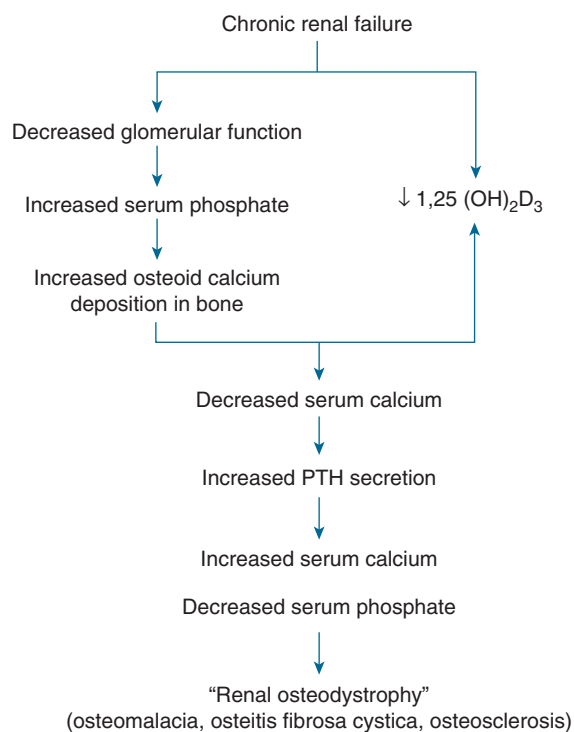 Chronic renal failure
Decreased glomerular function
Increased serum phosphate
↓ 1,25 (OH)₂D₃
Increased osteoid calcium
deposition in bone
Decreased serum calcium
Increased PTH secretion
Increased serum calcium
Decreased serum phosphate
“Renal osteodystrophy”
(osteomalacia, osteitis fibrosa cystica, osteosclerosis)